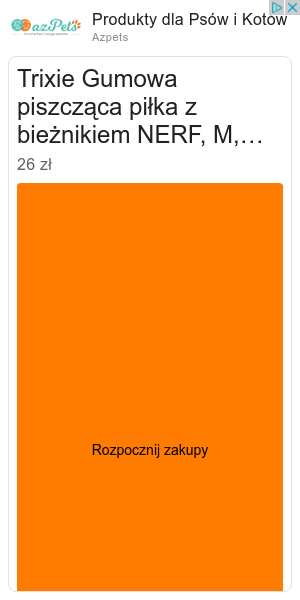 azPets
Produkty dla Psów i Kotów
Azpets
Trixie Gumowa
piszcząca piłka z
bieżnikiem NERF, M,…
26 zł
Rozpocznij zakupy